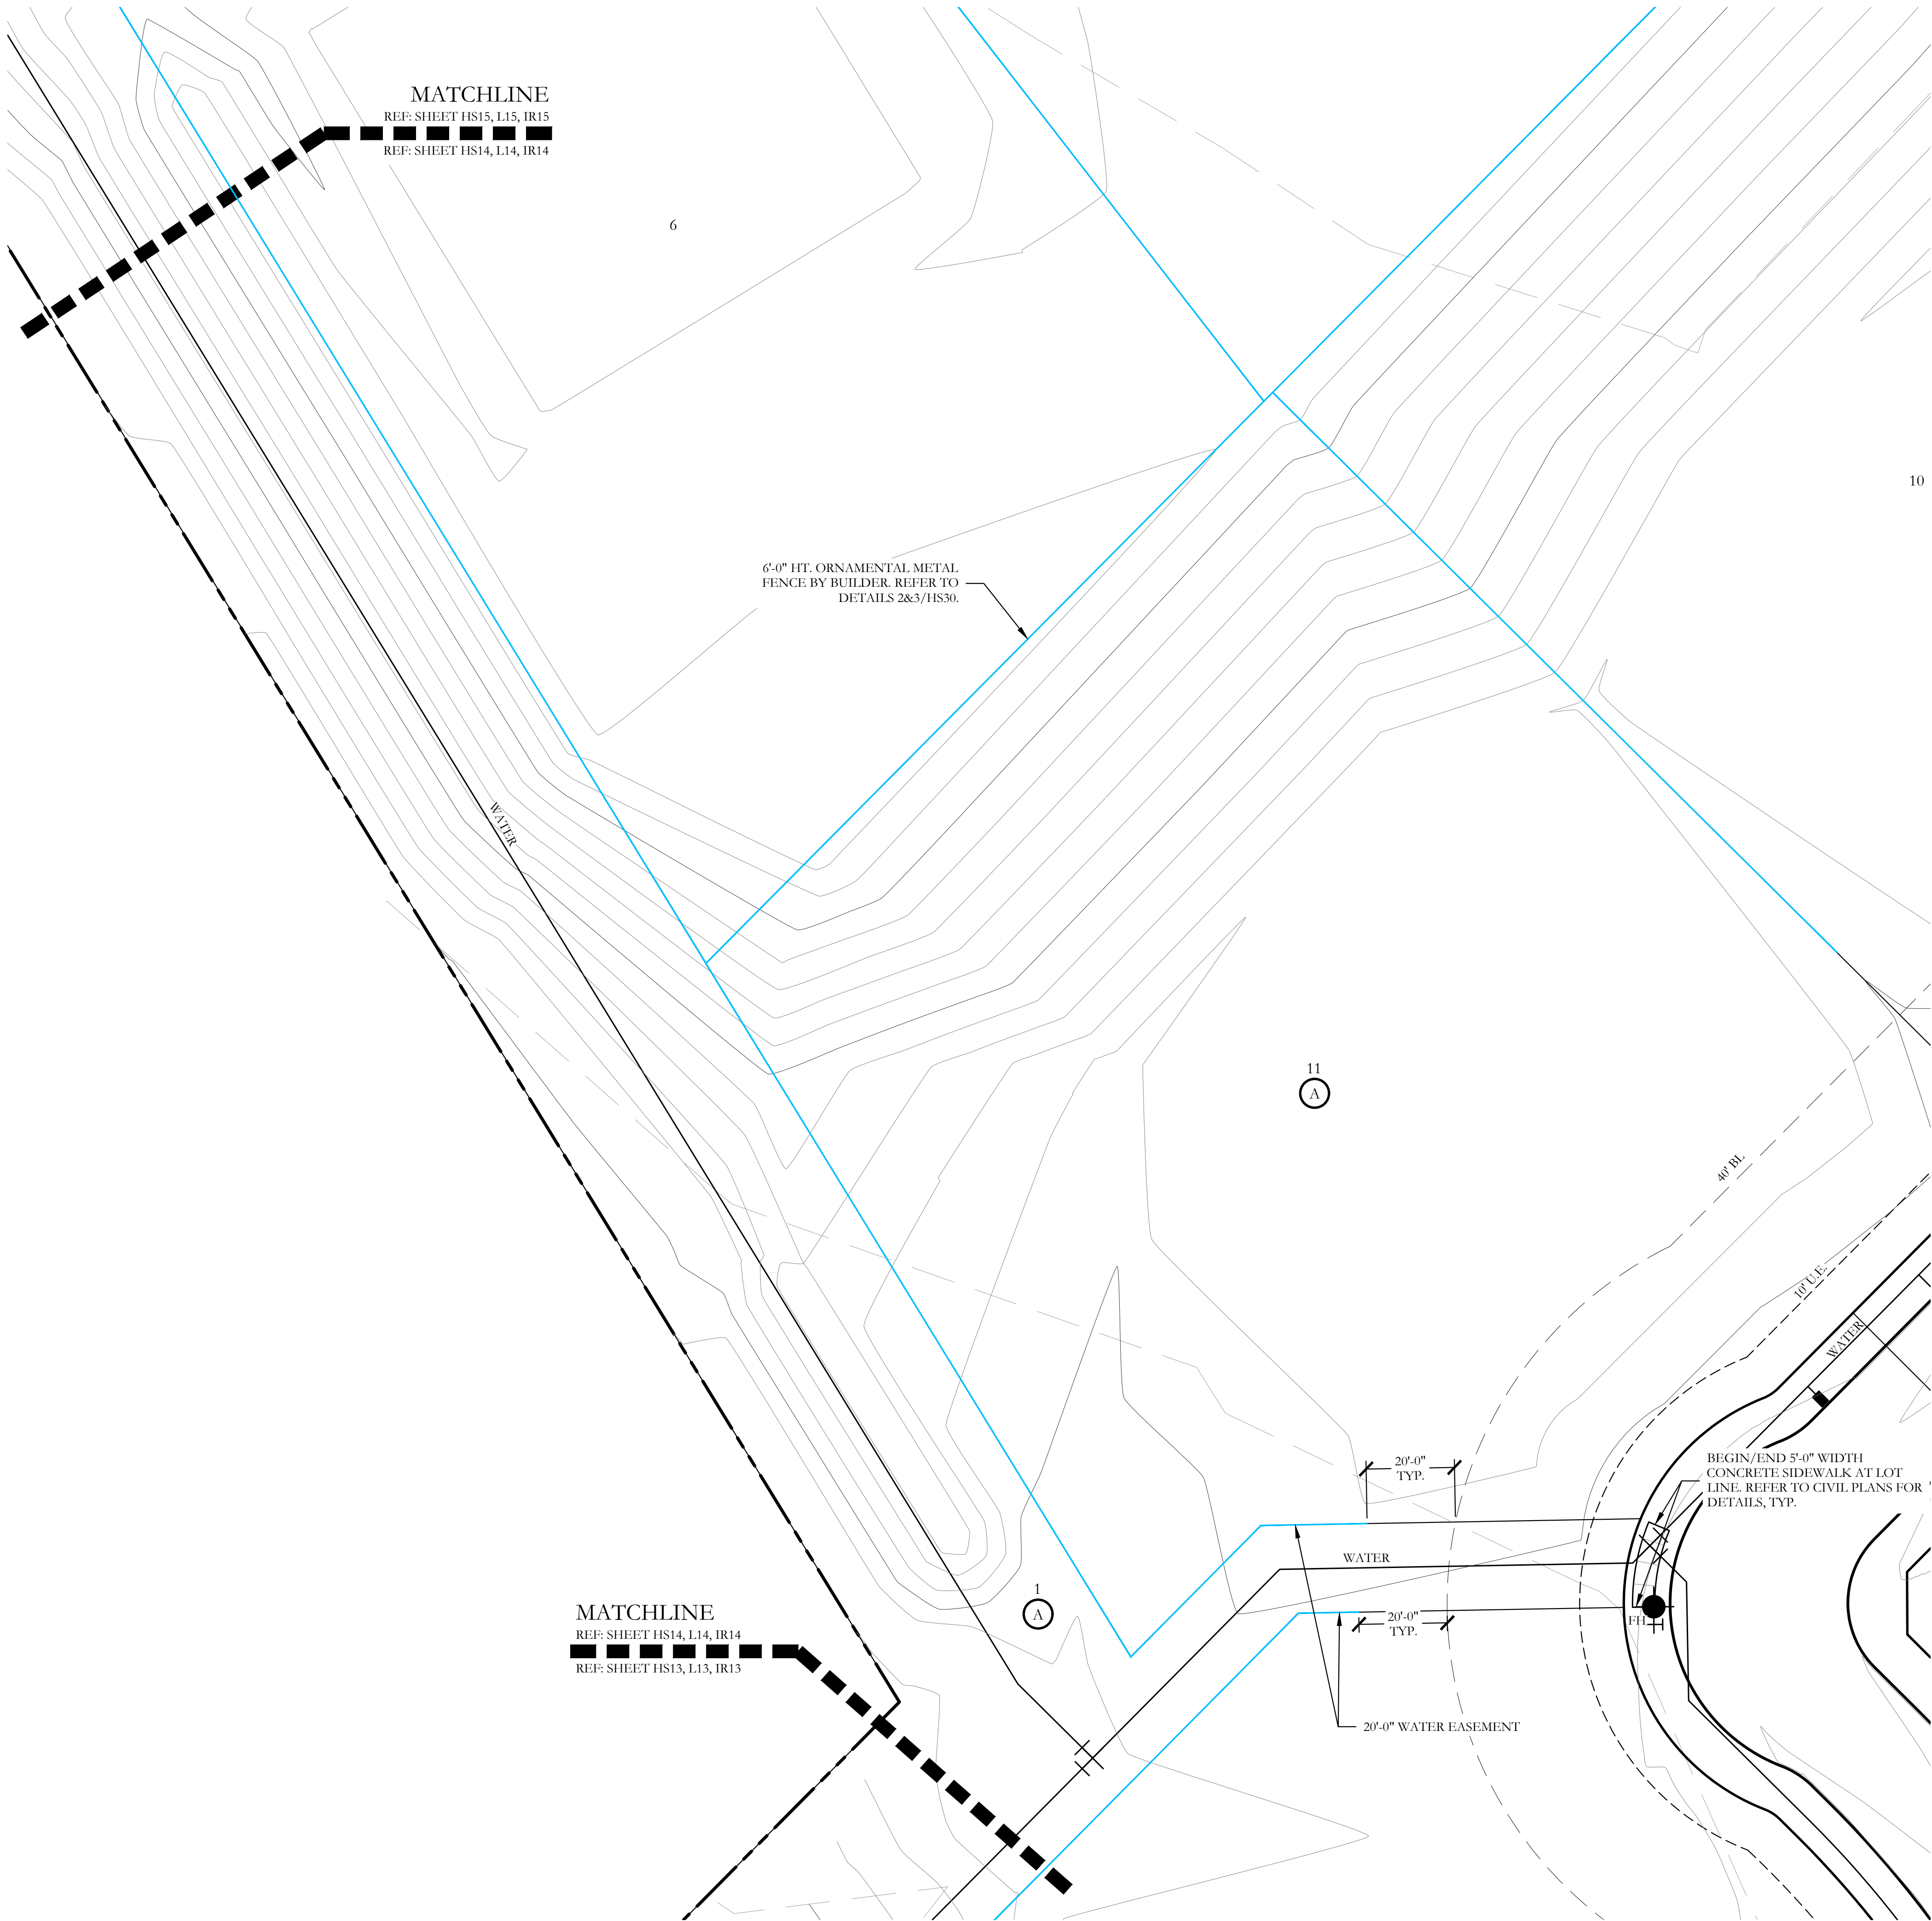 MATCHLINE
REF: SHEET HS15, L15, IR15
REF: SHEET HS14, L14, IR14
6
10
6'-0" HT. ORNAMENTAL METAL
FENCE BY BUILDER. REFER TO
DETAILS 2&3/HS30.
WATER
11
A
40' BL
10' U.E.
WATER
BEGIN/END 5'-0" WIDTH
CONCRETE SIDEWALK AT LOT
LINE. REFER TO CIVIL PLANS FOR
DETAILS, TYP.
20'-0"
TYP.
WATER
1
A
FH
20'-0"
TYP.
MATCHLINE
REF: SHEET HS14, L14, IR14
REF: SHEET HS13, L13, IR13
20'-0" WATER EASEMENT